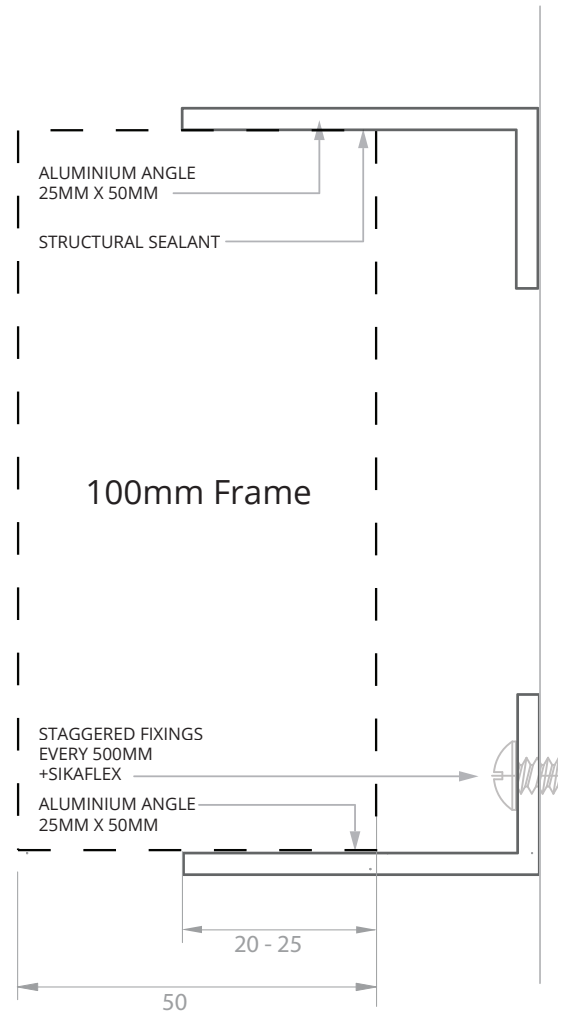 ALUMINIUM ANGLE
25MM X 50MM
STRUCTURAL SEALANT
100mm Frame
STAGGERED FIXINGS
EVERY 500MM
+SIKAFLEX
ALUMINIUM ANGLE
25MM X 50MM
20 - 25
50